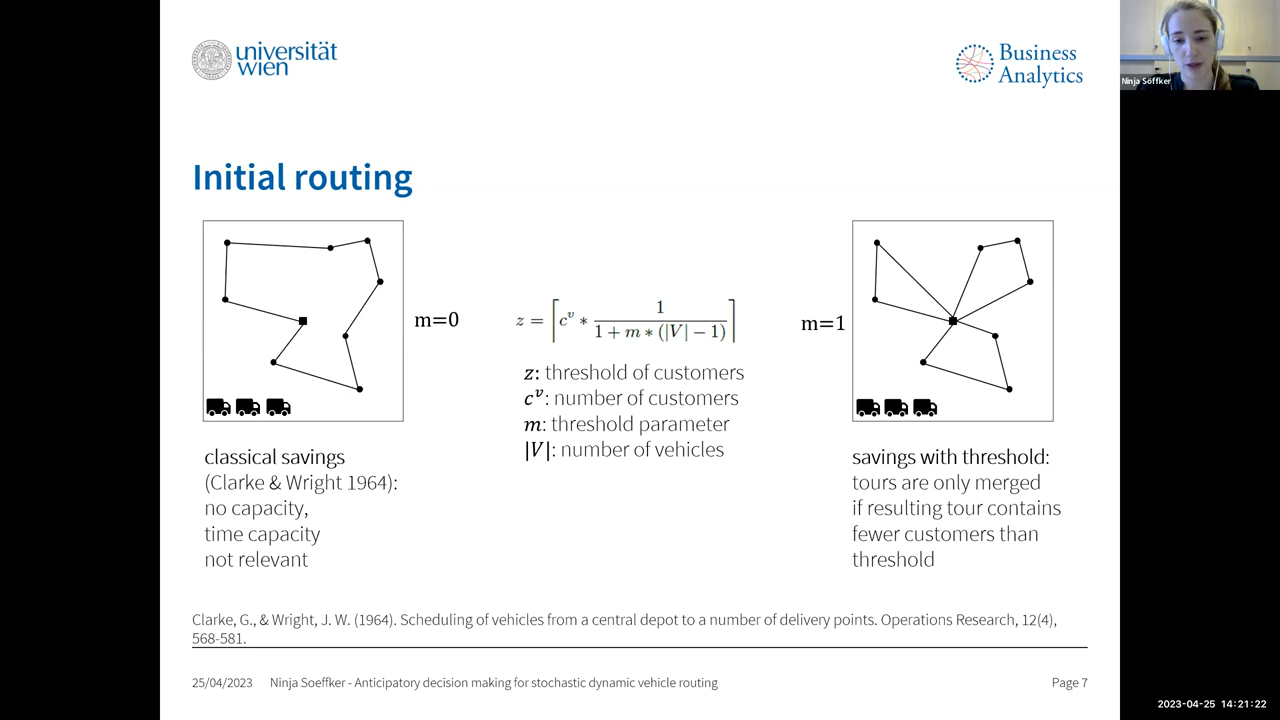 universität
wien
Business
Analytics
Ninja Söffker
Initial routing
m=0
z = ⌈c^v * 1 / (1 + m * (|V| − 1))⌉
m=1
z: threshold of customers
c^v: number of customers
m: threshold parameter
|V|: number of vehicles
classical savings
(Clarke & Wright 1964):
no capacity,
time capacity
not relevant
savings with threshold:
tours are only merged
if resulting tour contains
fewer customers than
threshold
Clarke, G., & Wright, J. W. (1964). Scheduling of vehicles from a central depot to a number of delivery points. Operations Research, 12(4),
568-581.
25/04/2023 Ninja Soeffker - Anticipatory decision making for stochastic dynamic vehicle routing Page 7
2023-04-25 14:21:22